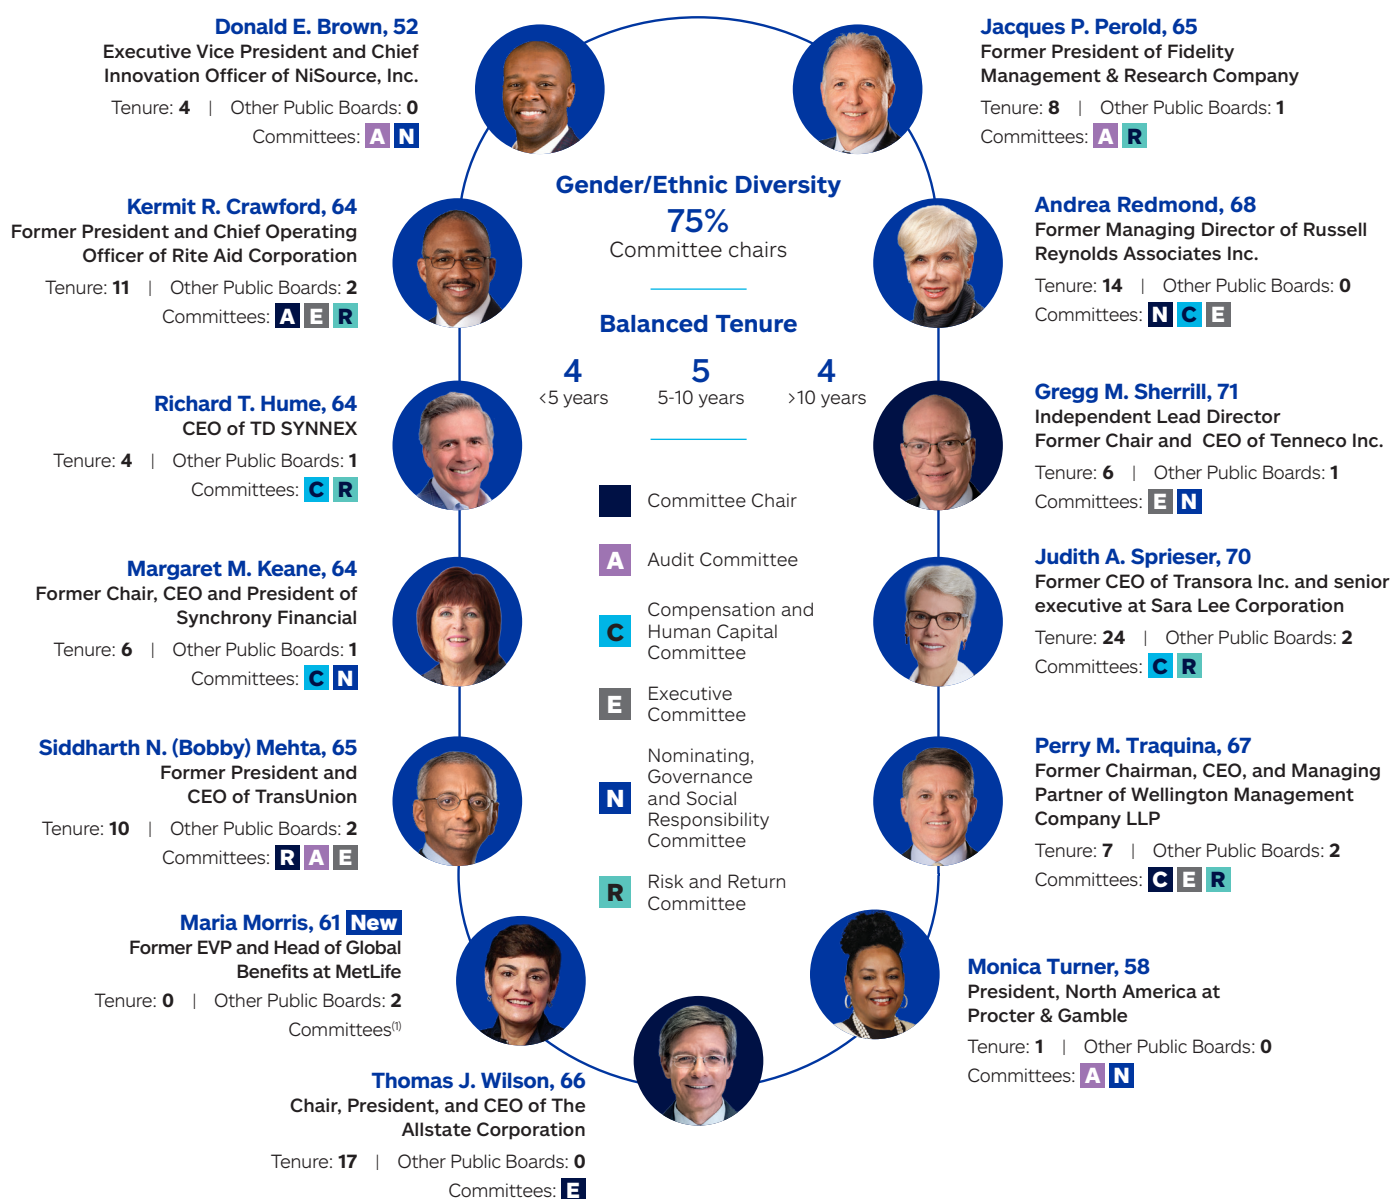 Donald E. Brown, 52
Executive Vice President and Chief
Innovation Officer of NiSource, Inc.
Tenure: 4 | Other Public Boards: 0
Committees: A N
Kermit R. Crawford, 64
Former President and Chief Operating
Officer of Rite Aid Corporation
Tenure: 11 | Other Public Boards: 2
Committees: A E R
Richard T. Hume, 64
CEO of TD SYNNEX
Tenure: 4 | Other Public Boards: 1
Committees: C R
Margaret M. Keane, 64
Former Chair, CEO and President of
Synchrony Financial
Tenure: 6 | Other Public Boards: 1
Committees: C N
Siddharth N. (Bobby) Mehta, 65
Former President and
CEO of TransUnion
Tenure: 10 | Other Public Boards: 2
Committees: R A E
Maria Morris, 61 New
Former EVP and Head of Global
Benefits at MetLife
Tenure: 0 | Other Public Boards: 2
Committees(1)
Thomas J. Wilson, 66
Chair, President, and CEO of The
Allstate Corporation
Tenure: 17 | Other Public Boards: 0
Committees: E
Gender/Ethnic Diversity
75%
Committee chairs
Balanced Tenure
4 5 4
<5 years 5-10 years >10 years
Committee Chair
A Audit Committee
Compensation and
C Human Capital
Committee
E Executive
Committee
Nominating,
Governance
N and Social
Responsibility
Committee
R Risk and Return
Committee
Jacques P. Perold, 65
Former President of Fidelity
Management & Research Company
Tenure: 8 | Other Public Boards: 1
Committees: A R
Andrea Redmond, 68
Former Managing Director of Russell
Reynolds Associates Inc.
Tenure: 14 | Other Public Boards: 0
Committees: N C E
Gregg M. Sherrill, 71
Independent Lead Director
Former Chair and CEO of Tenneco Inc.
Tenure: 6 | Other Public Boards: 1
Committees: E N
Judith A. Sprieser, 70
Former CEO of Transora Inc. and senior
executive at Sara Lee Corporation
Tenure: 24 | Other Public Boards: 2
Committees: C R
Perry M. Traquina, 67
Former Chairman, CEO, and Managing
Partner of Wellington Management
Company LLP
Tenure: 7 | Other Public Boards: 2
Committees: C E R
Monica Turner, 58
President, North America at
Procter & Gamble
Tenure: 1 | Other Public Boards: 0
Committees: A N